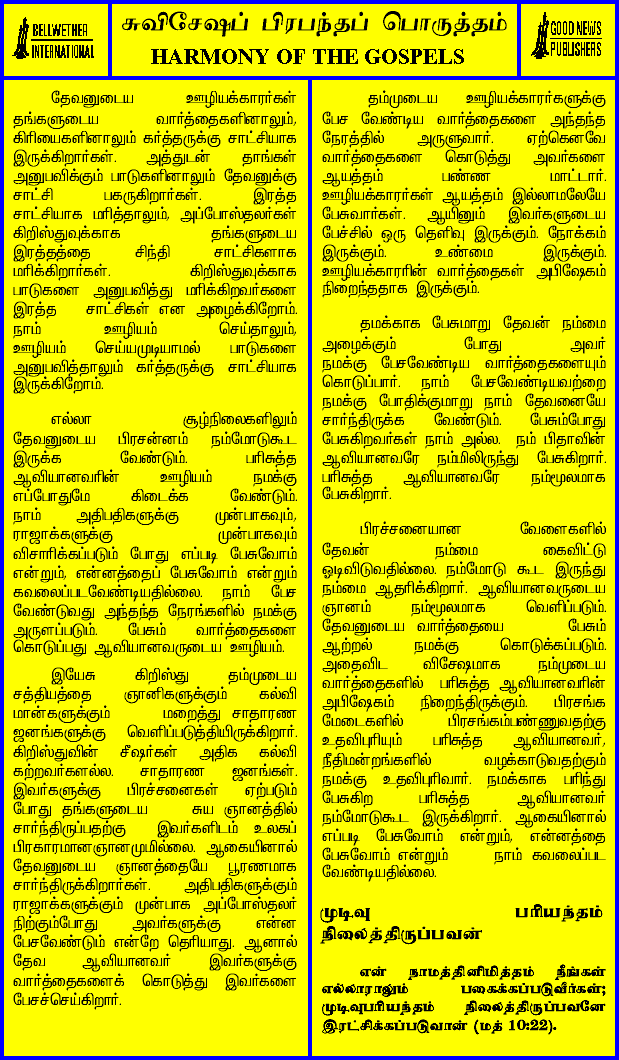 BELLWETHER
INTERNATIONAL
சுவிசேஷப் பிரபந்தப் பொருத்தம்
HARMONY OF THE GOSPELS
GOOD NEWS
PUBLISHERS
தேவனுடைய ஊழியக்காரர்கள்
தங்களுடைய வார்த்தைகளினாலும்,
கிரியைகளினாலும் கர்த்தருக்கு சாட்சியாக
இருக்கிறார்கள். அத்துடன் தாங்கள்
அனுபவிக்கும் பாடுகளினாலும் தேவனுக்கு
சாட்சி பகருகிறார்கள். இரத்த
சாட்சியாக மரித்தாலும், அப்போஸ்தலர்கள்
கிறிஸ்துவுக்காக தங்களுடைய
இரத்தத்தை சிந்தி சாட்சிகளாக
மரிக்கிறார்கள். கிறிஸ்துவுக்காக
பாடுகளை அனுபவித்து மரிக்கிறவர்களை
இரத்த சாட்சிகள் என அழைக்கிறோம்.
நாம் ஊழியம் செய்தாலும்,
ஊழியம் செய்யமுடியாமல் பாடுகளை
அனுபவித்தாலும் கர்த்தருக்கு சாட்சியாக
இருக்கிறோம்.
எல்லா சூழ்நிலைகளிலும்
தேவனுடைய பிரசன்னம் நம்மோடுகூட
இருக்க வேண்டும். பரிசுத்த
ஆவியானவரின் ஊழியம் நமக்கு
எப்போதுமே கிடைக்க வேண்டும்.
நாம் அதிபதிகளுக்கு முன்பாகவும்,
ராஜாக்களுக்கு முன்பாகவும்
விசாரிக்கப்படும் போது எப்படி பேசுவோம்
என்றும், என்னத்தைப் பேசுவோம் என்றும்
கவலைப்படவேண்டியதில்லை. நாம் பேச
வேண்டுவது அந்தந்த நேரங்களில் நமக்கு
அருளப்படும். பேசும் வார்த்தைகளை
கொடுப்பது ஆவியானவருடைய ஊழியம்.
இயேசு கிறிஸ்து தம்முடைய
சத்தியத்தை ஞானிகளுக்கும் கல்வி
மான்களுக்கும் மறைத்து சாதாரண
ஜனங்களுக்கு வெளிப்படுத்தியிருக்கிறார்.
கிறிஸ்துவின் சீஷர்கள் அதிக கல்வி
கற்றவர்களல்ல. சாதாரண ஜனங்கள்.
இவர்களுக்கு பிரச்சனைகள் ஏற்படும்
போது தங்களுடைய சுய ஞானத்தில்
சார்ந்திருப்பதற்கு இவர்களிடம் உலகப்
பிரகாரமானஞானமுமில்லை. ஆகையினால்
தேவனுடைய ஞானத்தையே பூரணமாக
சார்ந்திருக்கிறார்கள். அதிபதிகளுக்கும்
ராஜாக்களுக்கும் முன்பாக அப்போஸ்தலர்
நிற்கும்போது அவர்களுக்கு என்ன
பேசவேண்டும் என்றே தெரியாது. ஆனால்
தேவ ஆவியானவர் இவர்களுக்கு
வார்த்தைகளைக் கொடுத்து இவர்களை
பேசச்செய்கிறார்.
தம்முடைய ஊழியக்காரர்களுக்கு
பேச வேண்டிய வார்த்தைகளை அந்தந்த
நேரத்தில் அருளுவார். ஏற்கெனவே
வார்த்தைகளை கொடுத்து அவர்களை
ஆயத்தம் பண்ண மாட்டார்.
ஊழியக்காரர்கள் ஆயத்தம் இல்லாமலேயே
பேசுவார்கள். ஆயினும் இவர்களுடைய
பேச்சில் ஒரு தெளிவு இருக்கும். நோக்கம்
இருக்கும். உண்மை இருக்கும்.
ஊழியக்காரரின் வார்த்தைகள் அபிஷேகம்
நிறைந்ததாக இருக்கும்.
தமக்காக பேசுமாறு தேவன் நம்மை
அழைக்கும் போது அவர்
நமக்கு பேசவேண்டிய வார்த்தைகளையும்
கொடுப்பார். நாம் பேசவேண்டியவற்றை
நமக்கு போதிக்குமாறு நாம் தேவனையே
சார்ந்திருக்க வேண்டும். பேசும்போது
பேசுகிறவர்கள் நாம் அல்ல. நம் பிதாவின்
ஆவியானவரே நம்மிலிருந்து பேசுகிறார்.
பரிசுத்த ஆவியானவரே நம்மூலமாக
பேசுகிறார்.
பிரச்சனையான வேளைகளில்
தேவன் நம்மை கைவிட்டு
ஓடிவிடுவதில்லை. நம்மோடு கூட இருந்து
நம்மை ஆதரிக்கிறார். ஆவியானவருடைய
ஞானம் நம்மூலமாக வெளிப்படும்.
தேவனுடைய வார்த்தையை பேசும்
ஆற்றல் நமக்கு கொடுக்கப்படும்.
அதைவிட விசேஷமாக நம்முடைய
வார்த்தைகளில் பரிசுத்த ஆவியானவரின்
அபிஷேகம் நிறைந்திருக்கும். பிரசங்க
மேடைகளில் பிரசங்கம்பண்ணுவதற்கு
உதவிபுரியும் பரிசுத்த ஆவியானவர்,
நீதிமன்றங்களில் வழக்காடுவதற்கும்
நமக்கு உதவிபுரிவார். நமக்காக பரிந்து
பேசுகிற பரிசுத்த ஆவியானவர்
நம்மோடுகூட இருக்கிறார். ஆகையினால்
எப்படி பேசுவோம் என்றும், என்னத்தை
பேசுவோம் என்றும் நாம் கவலைப்பட
வேண்டியதில்லை.
முடிவு பரியந்தம்
நிலைத்திருப்பவன்
என் நாமத்தினிமித்தம் நீங்கள்
எல்லாராலும் பகைக்கப்படுவீர்கள்;
முடிவுபரியந்தம் நிலைத்திருப்பவனே
இரட்சிக்கப்படுவான் (மத் 10:22).